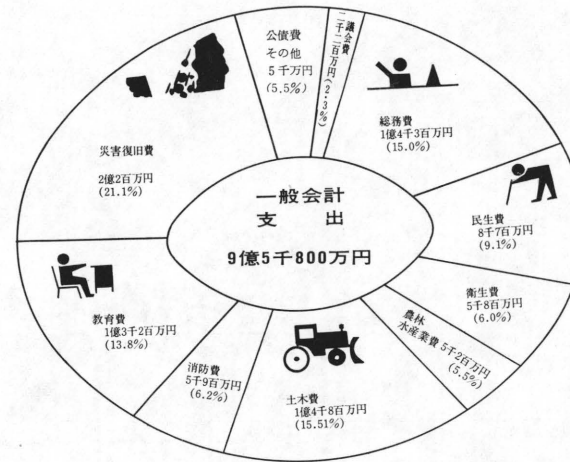 一般会計
支出
9億5千800万円
二議会費
二千二百万円(2・3%)
総務費
1億4千3百万円
(15.0%)
民生費
8千7百万円
(9.1%)
衛生費
5千8百万円
(6.0%)
農林
水産業費 5千2百万円
(5.5%)
土木費
1億4千8百万円
(15.51%)
消防費
5千9百万円
(6.2%)
教育費
1億3千2百万円
(13.8%)
災害復旧費
2億2百万円
(21.1%)
公債費
その他
5千万円
(5.5%)